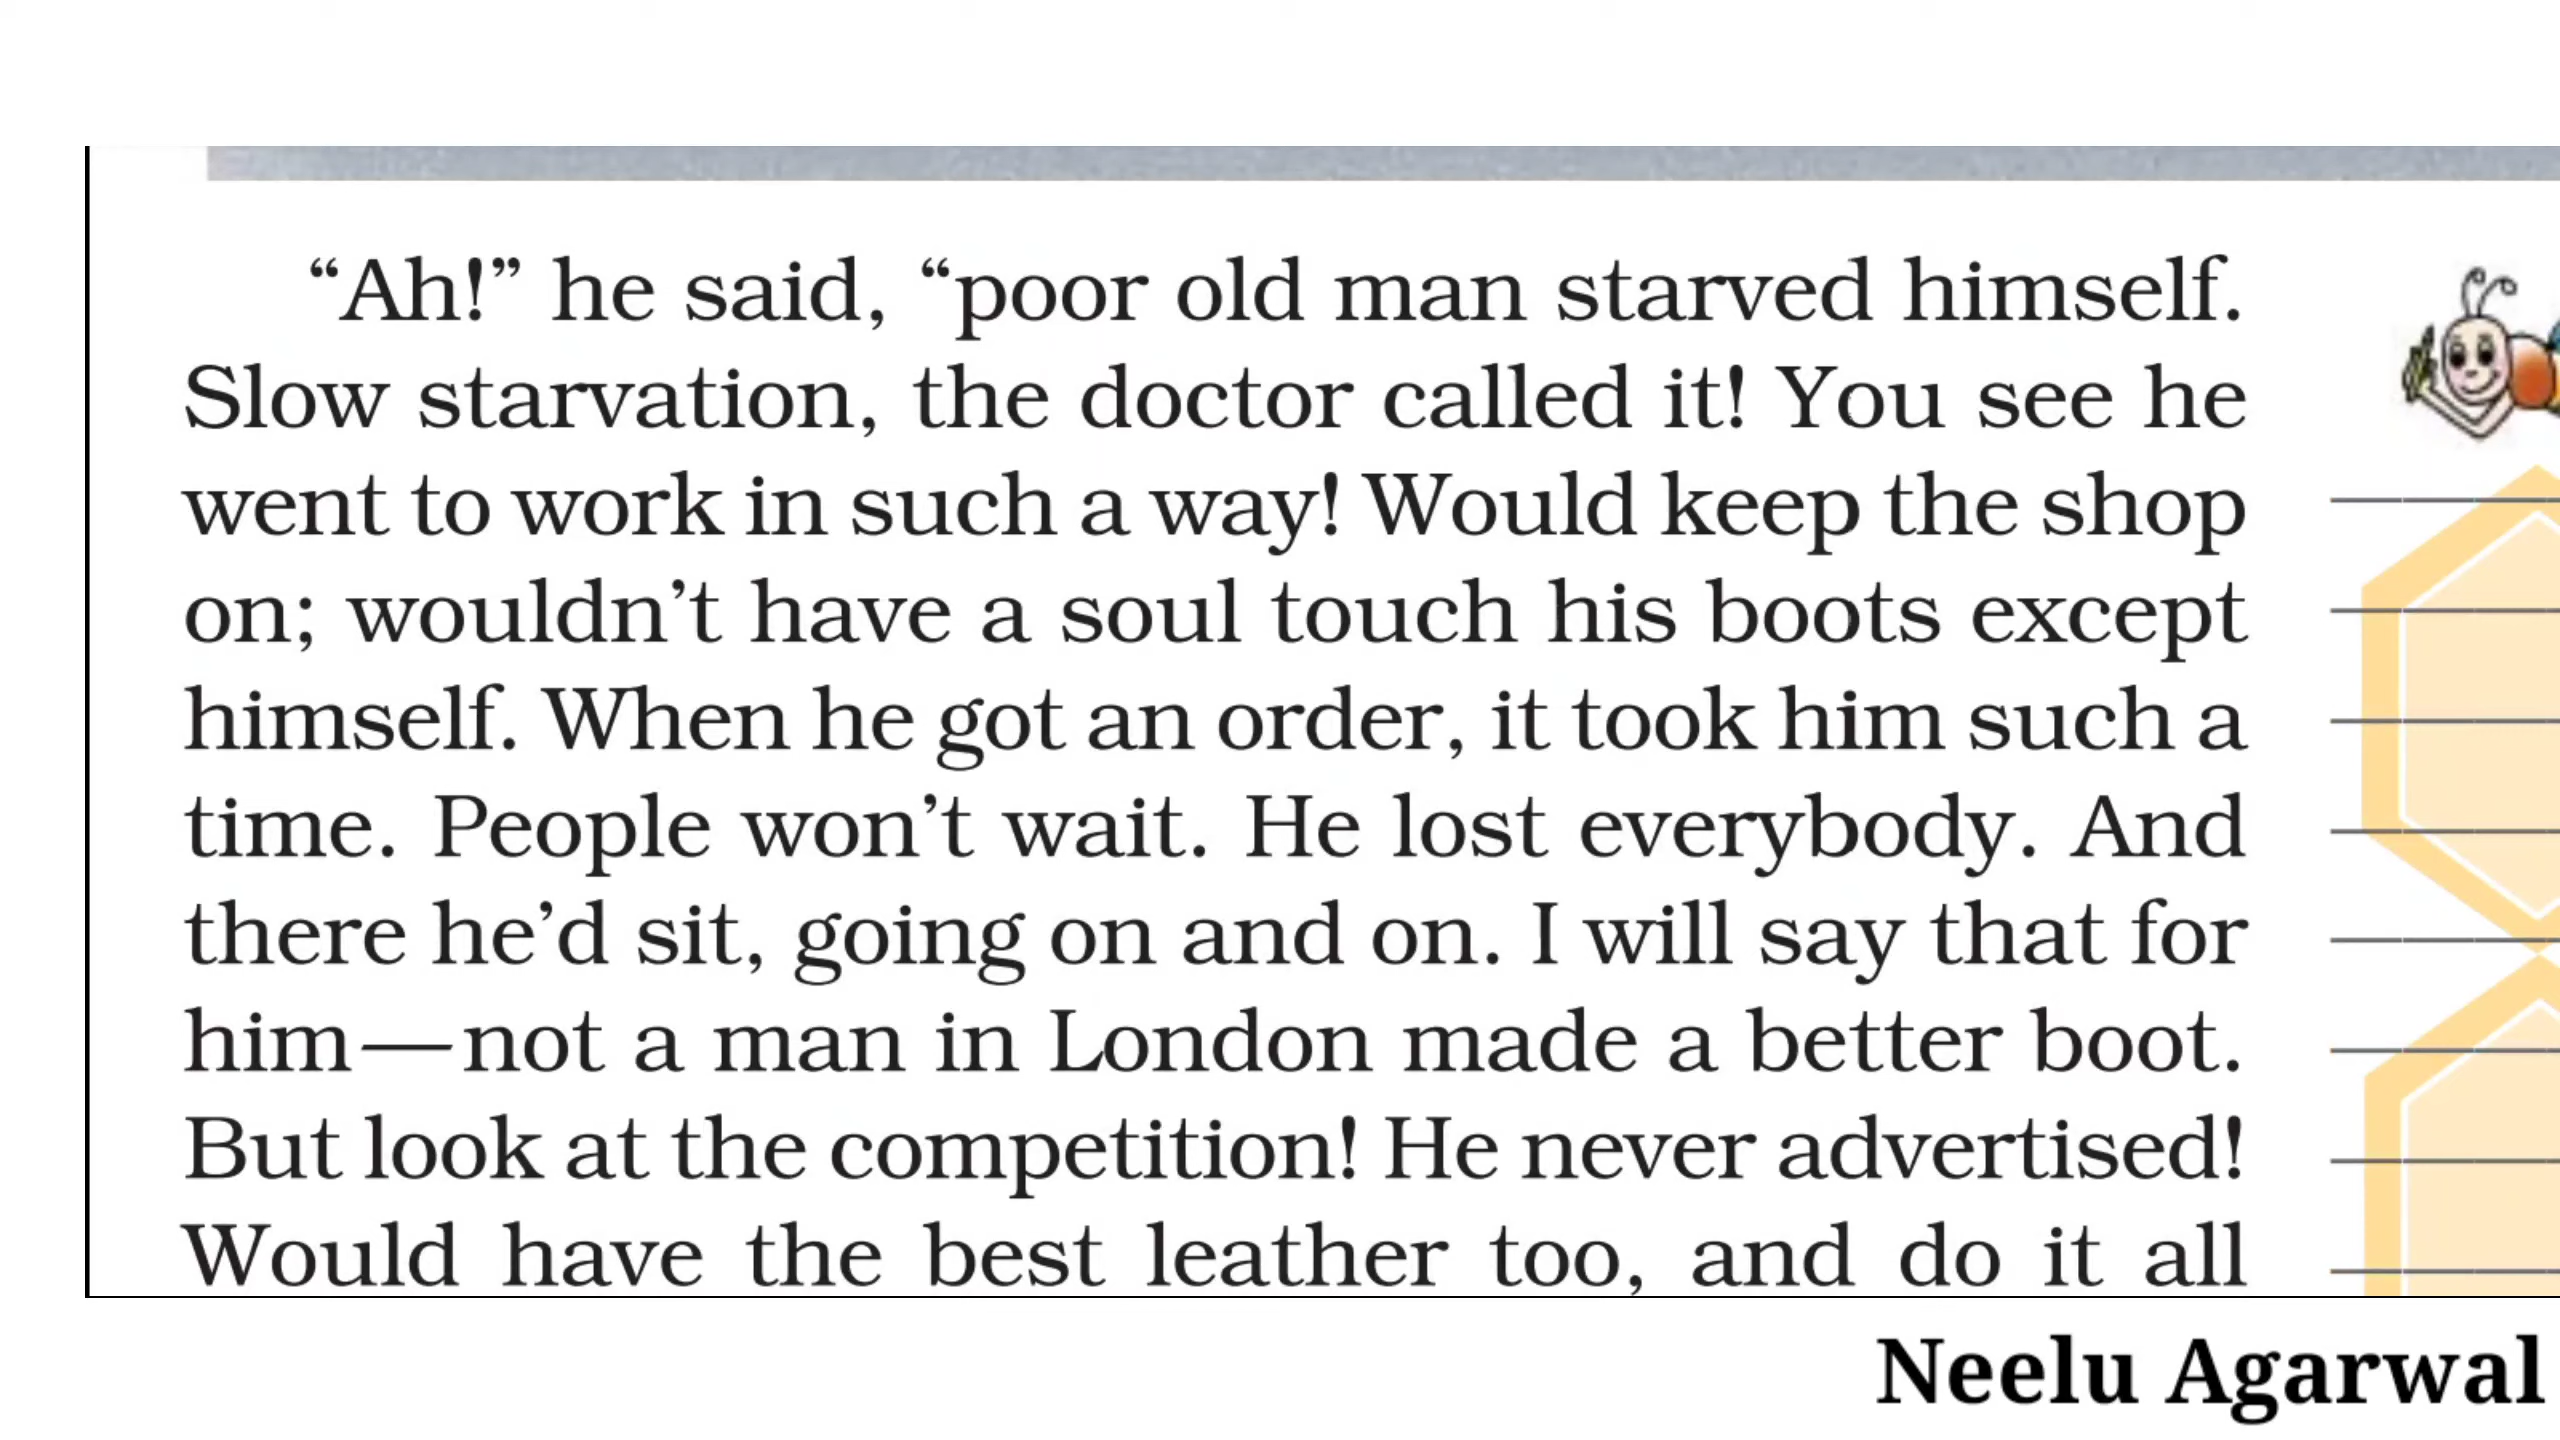 “Ah!” he said, “poor old man starved himself.
Slow starvation, the doctor called it! You see he
went to work in such a way! Would keep the shop
on; wouldn’t have a soul touch his boots except
himself. When he got an order, it took him such a
time. People won’t wait. He lost everybody. And
there he’d sit, going on and on. I will say that for
him—not a man in London made a better boot.
But look at the competition! He never advertised!
Would have the best leather too, and do it all
Neelu Agarwal